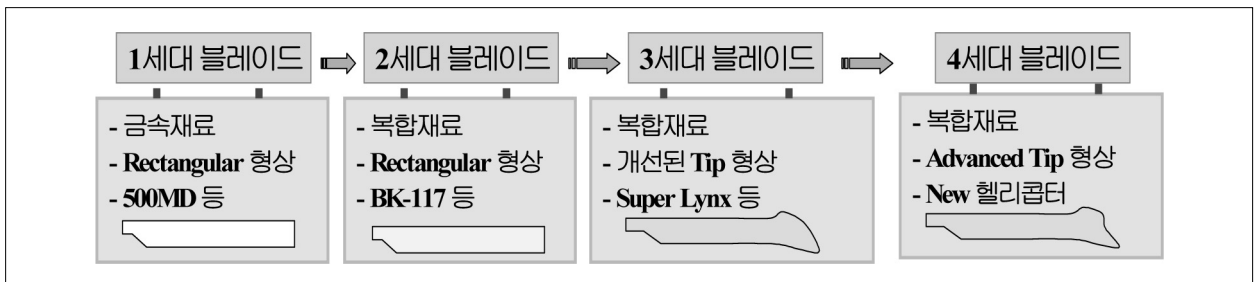 1세대 블레이드
- 금속재료
- Rectangular 형상
- 500MD 등
2세대 블레이드
- 복합재료
- Rectangular 형상
- BK-117 등
3세대 블레이드
- 복합재료
- 개선된 Tip 형상
- Super Lynx 등
4세대 블레이드
- 복합재료
- Advanced Tip 형상
- New 헬리콥터